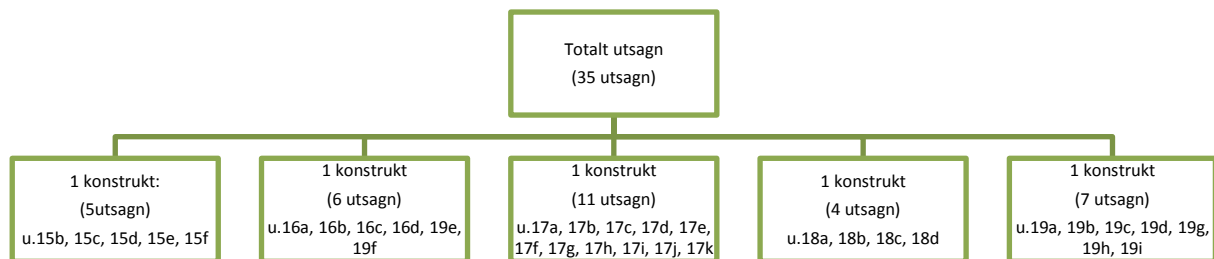 Totalt utsagn
(35 utsagn)
1 konstrukt:
(5utsagn)
u.15b, 15c, 15d, 15e, 15f
1 konstrukt
(6 utsagn)
u.16a, 16b, 16c, 16d, 19e,
19f
1 konstrukt
(11 utsagn)
u.17a, 17b, 17c, 17d, 17e,
17f, 17g, 17h, 17i, 17j, 17k
1 konstrukt
(4 utsagn)
u.18a, 18b, 18c, 18d
1 konstrukt
(7 utsagn)
u.19a, 19b, 19c, 19d, 19g,
19h, 19i